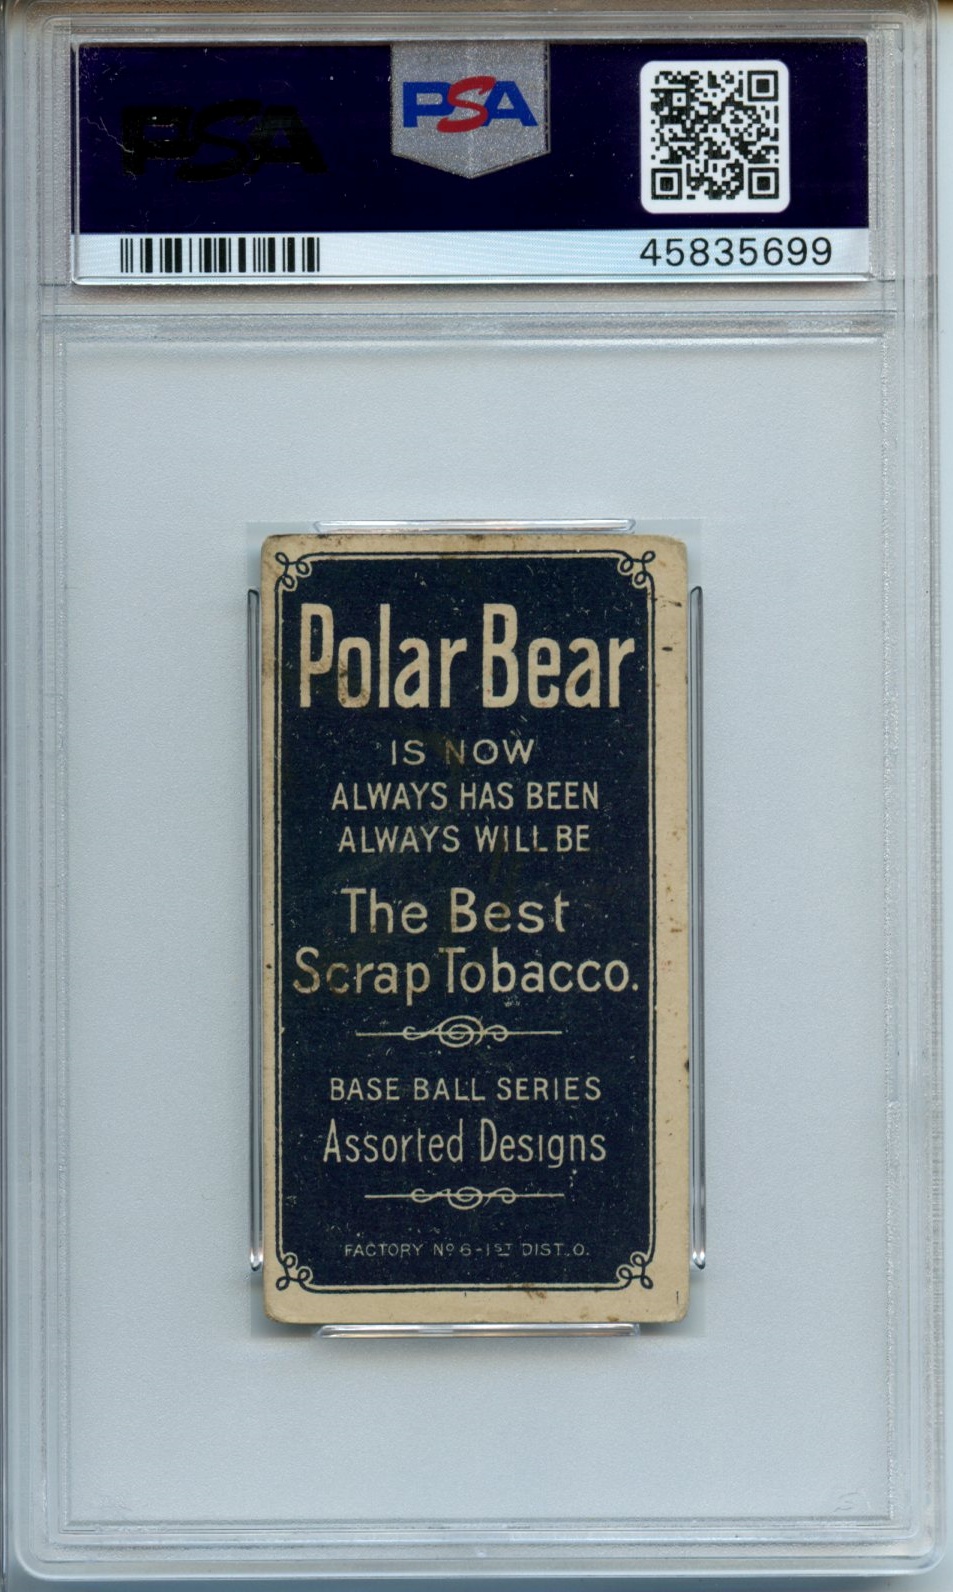 PSA
PSA
45835699
Polar Bear
IS NOW
ALWAYS HAS BEEN
ALWAYS WILL BE
The Best
Scrap Tobacco.
BASE BALL SERIES
Assorted Designs
FACTORY Nº 6-1ST DIST. O.